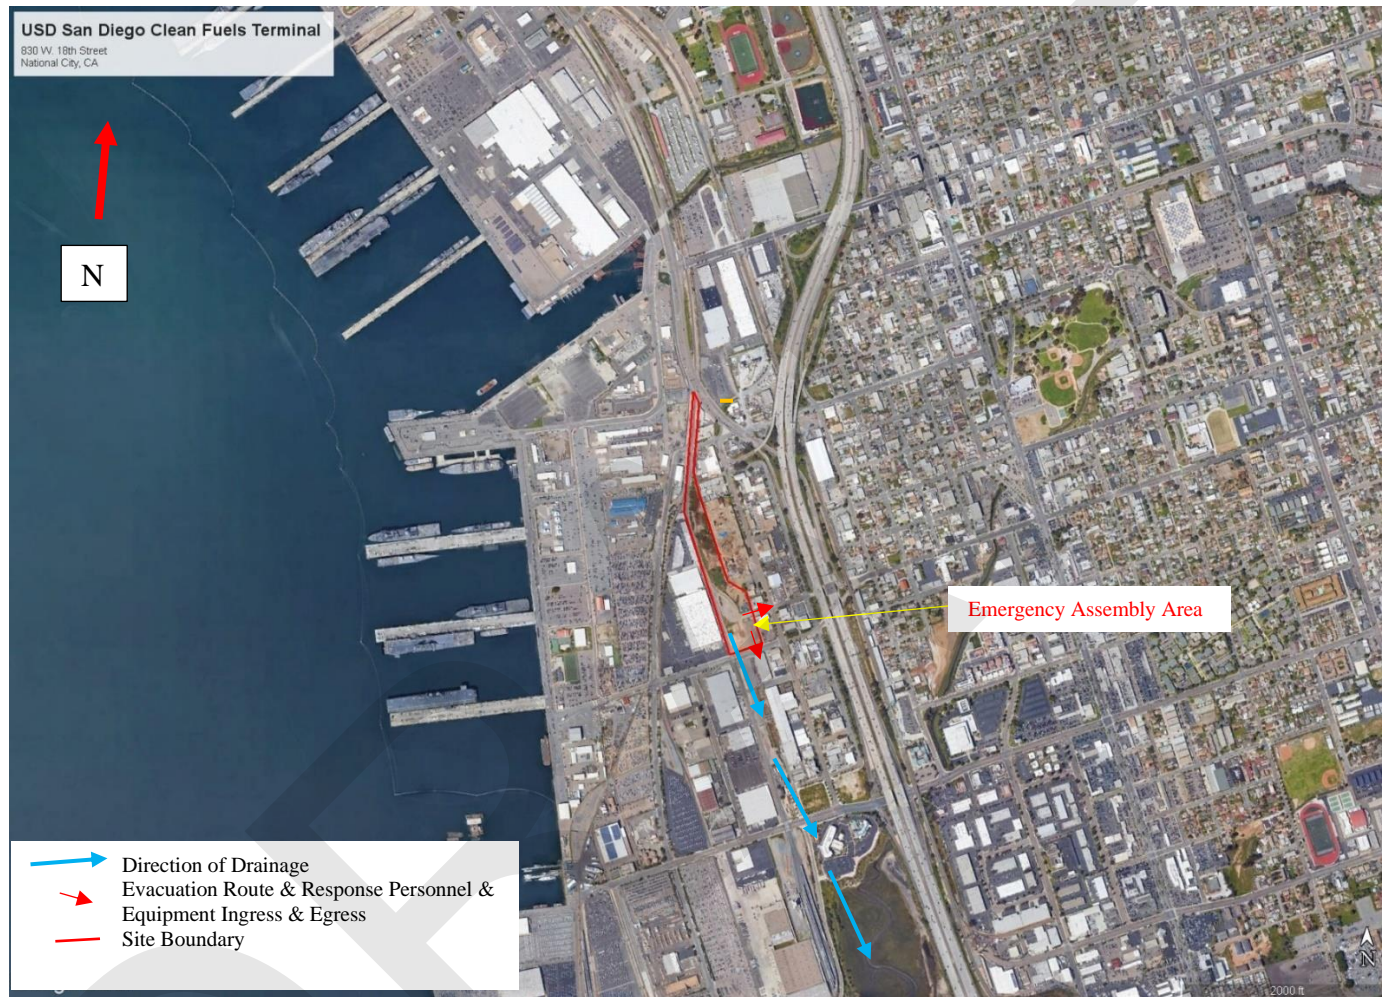 USD San Diego Clean Fuels Terminal
830 W. 18th Street
National City, CA
N
Emergency Assembly Area
Direction of Drainage
Evacuation Route & Response Personnel &
Equipment Ingress & Egress
Site Boundary
N
2000 ft